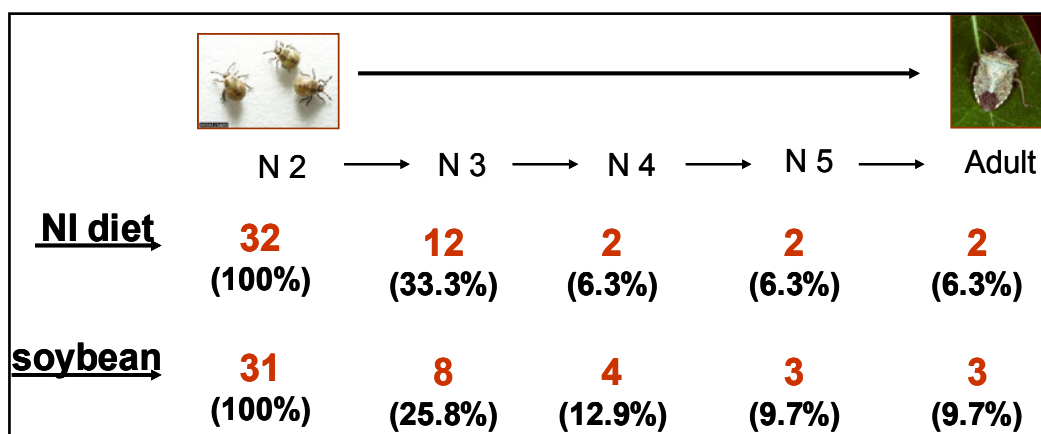 N 2 N 3 N 4 N 5 Adult
NI diet 32 12 2 2 2
(100%) (33.3%) (6.3%) (6.3%) (6.3%)
soybean 31 8 4 3 3
(100%) (25.8%) (12.9%) (9.7%) (9.7%)